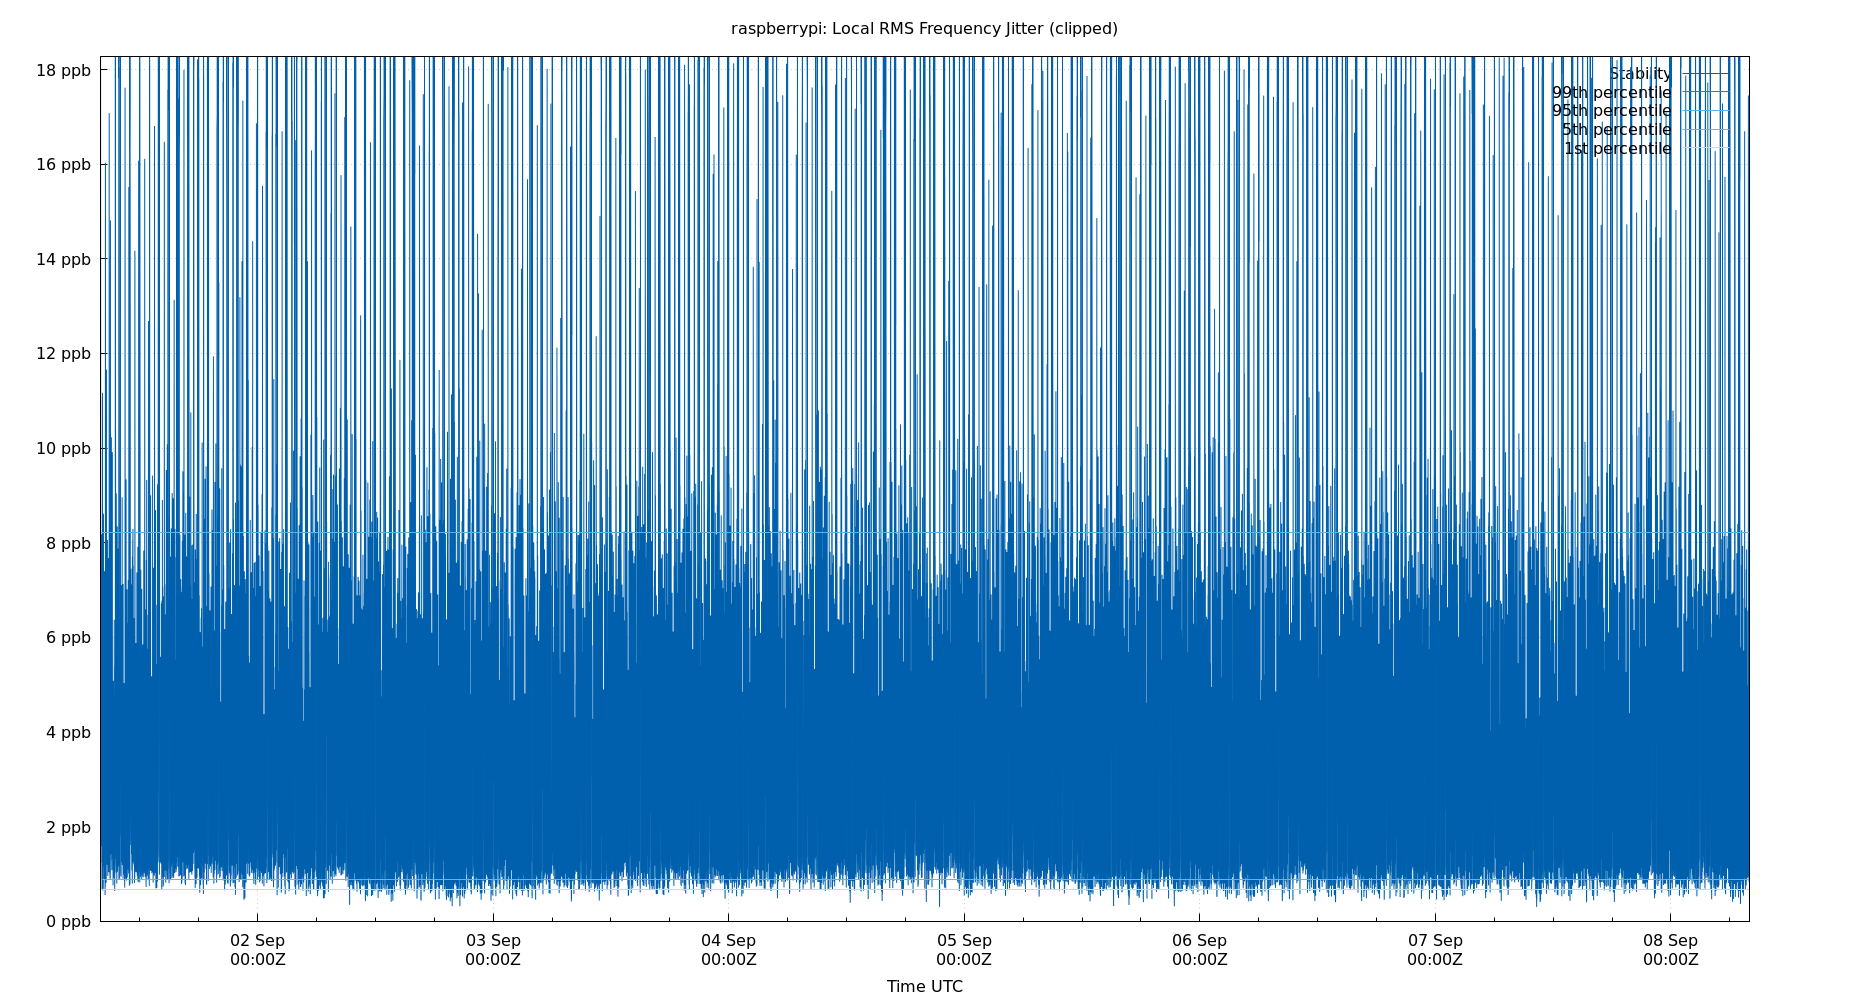 raspberrypi: Local RMS Frequency Jitter (clipped)
18 ppb
16 ppb
14 ppb
12 ppb
10 ppb
8 ppb
6 ppb
4 ppb
2 ppb
0 ppb
Stability
99th percentile
95th percentile
5th percentile
1st percentile
02 Sep
00:00Z
03 Sep
00:00Z
04 Sep
00:00Z
05 Sep
00:00Z
06 Sep
00:00Z
07 Sep
00:00Z
08 Sep
00:00Z
Time UTC